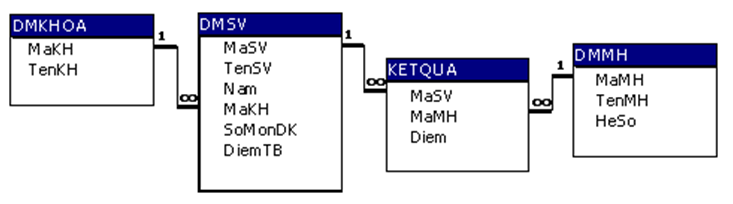 DMKHOA
MaKH
TenKH
1
∞
DMSV
MaSV
TenSV
Nam
MaKH
SoMonDK
DiemTB
1
∞
KETQUA
MaSV
MaMH
Diem
1
∞
DMMH
MaMH
TenMH
HeSo